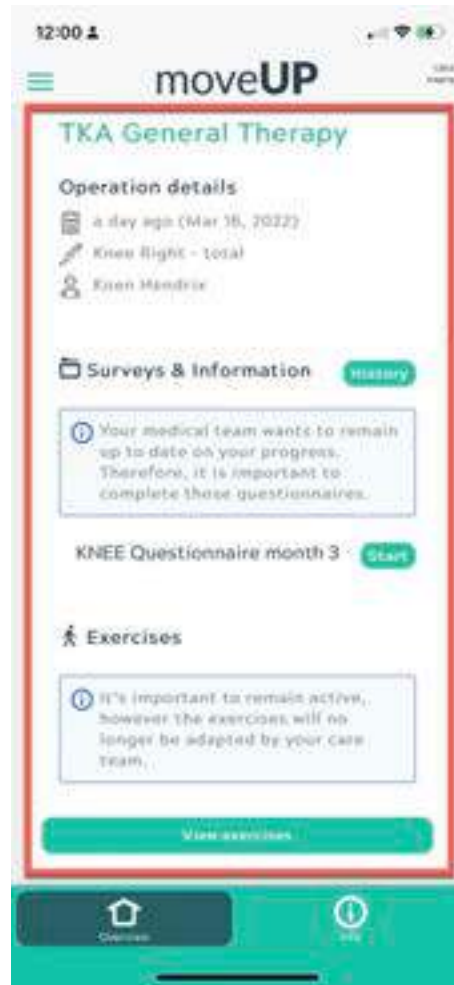 12:00
moveUP
TKA General Therapy
Operation details
a day ago (Mar 16, 2022)
Knee Right - total
Hendrix
Surveys & Information
History
Your medical team wants to remain
up to date on your progress.
Therefore, it is important to
complete those questionnaires.
KNEE Questionnaire month 3
Start
Exercises
It's important to remain active,
however the exercises will no
longer be adapted by your care
team.
View exercises
Overview
Info